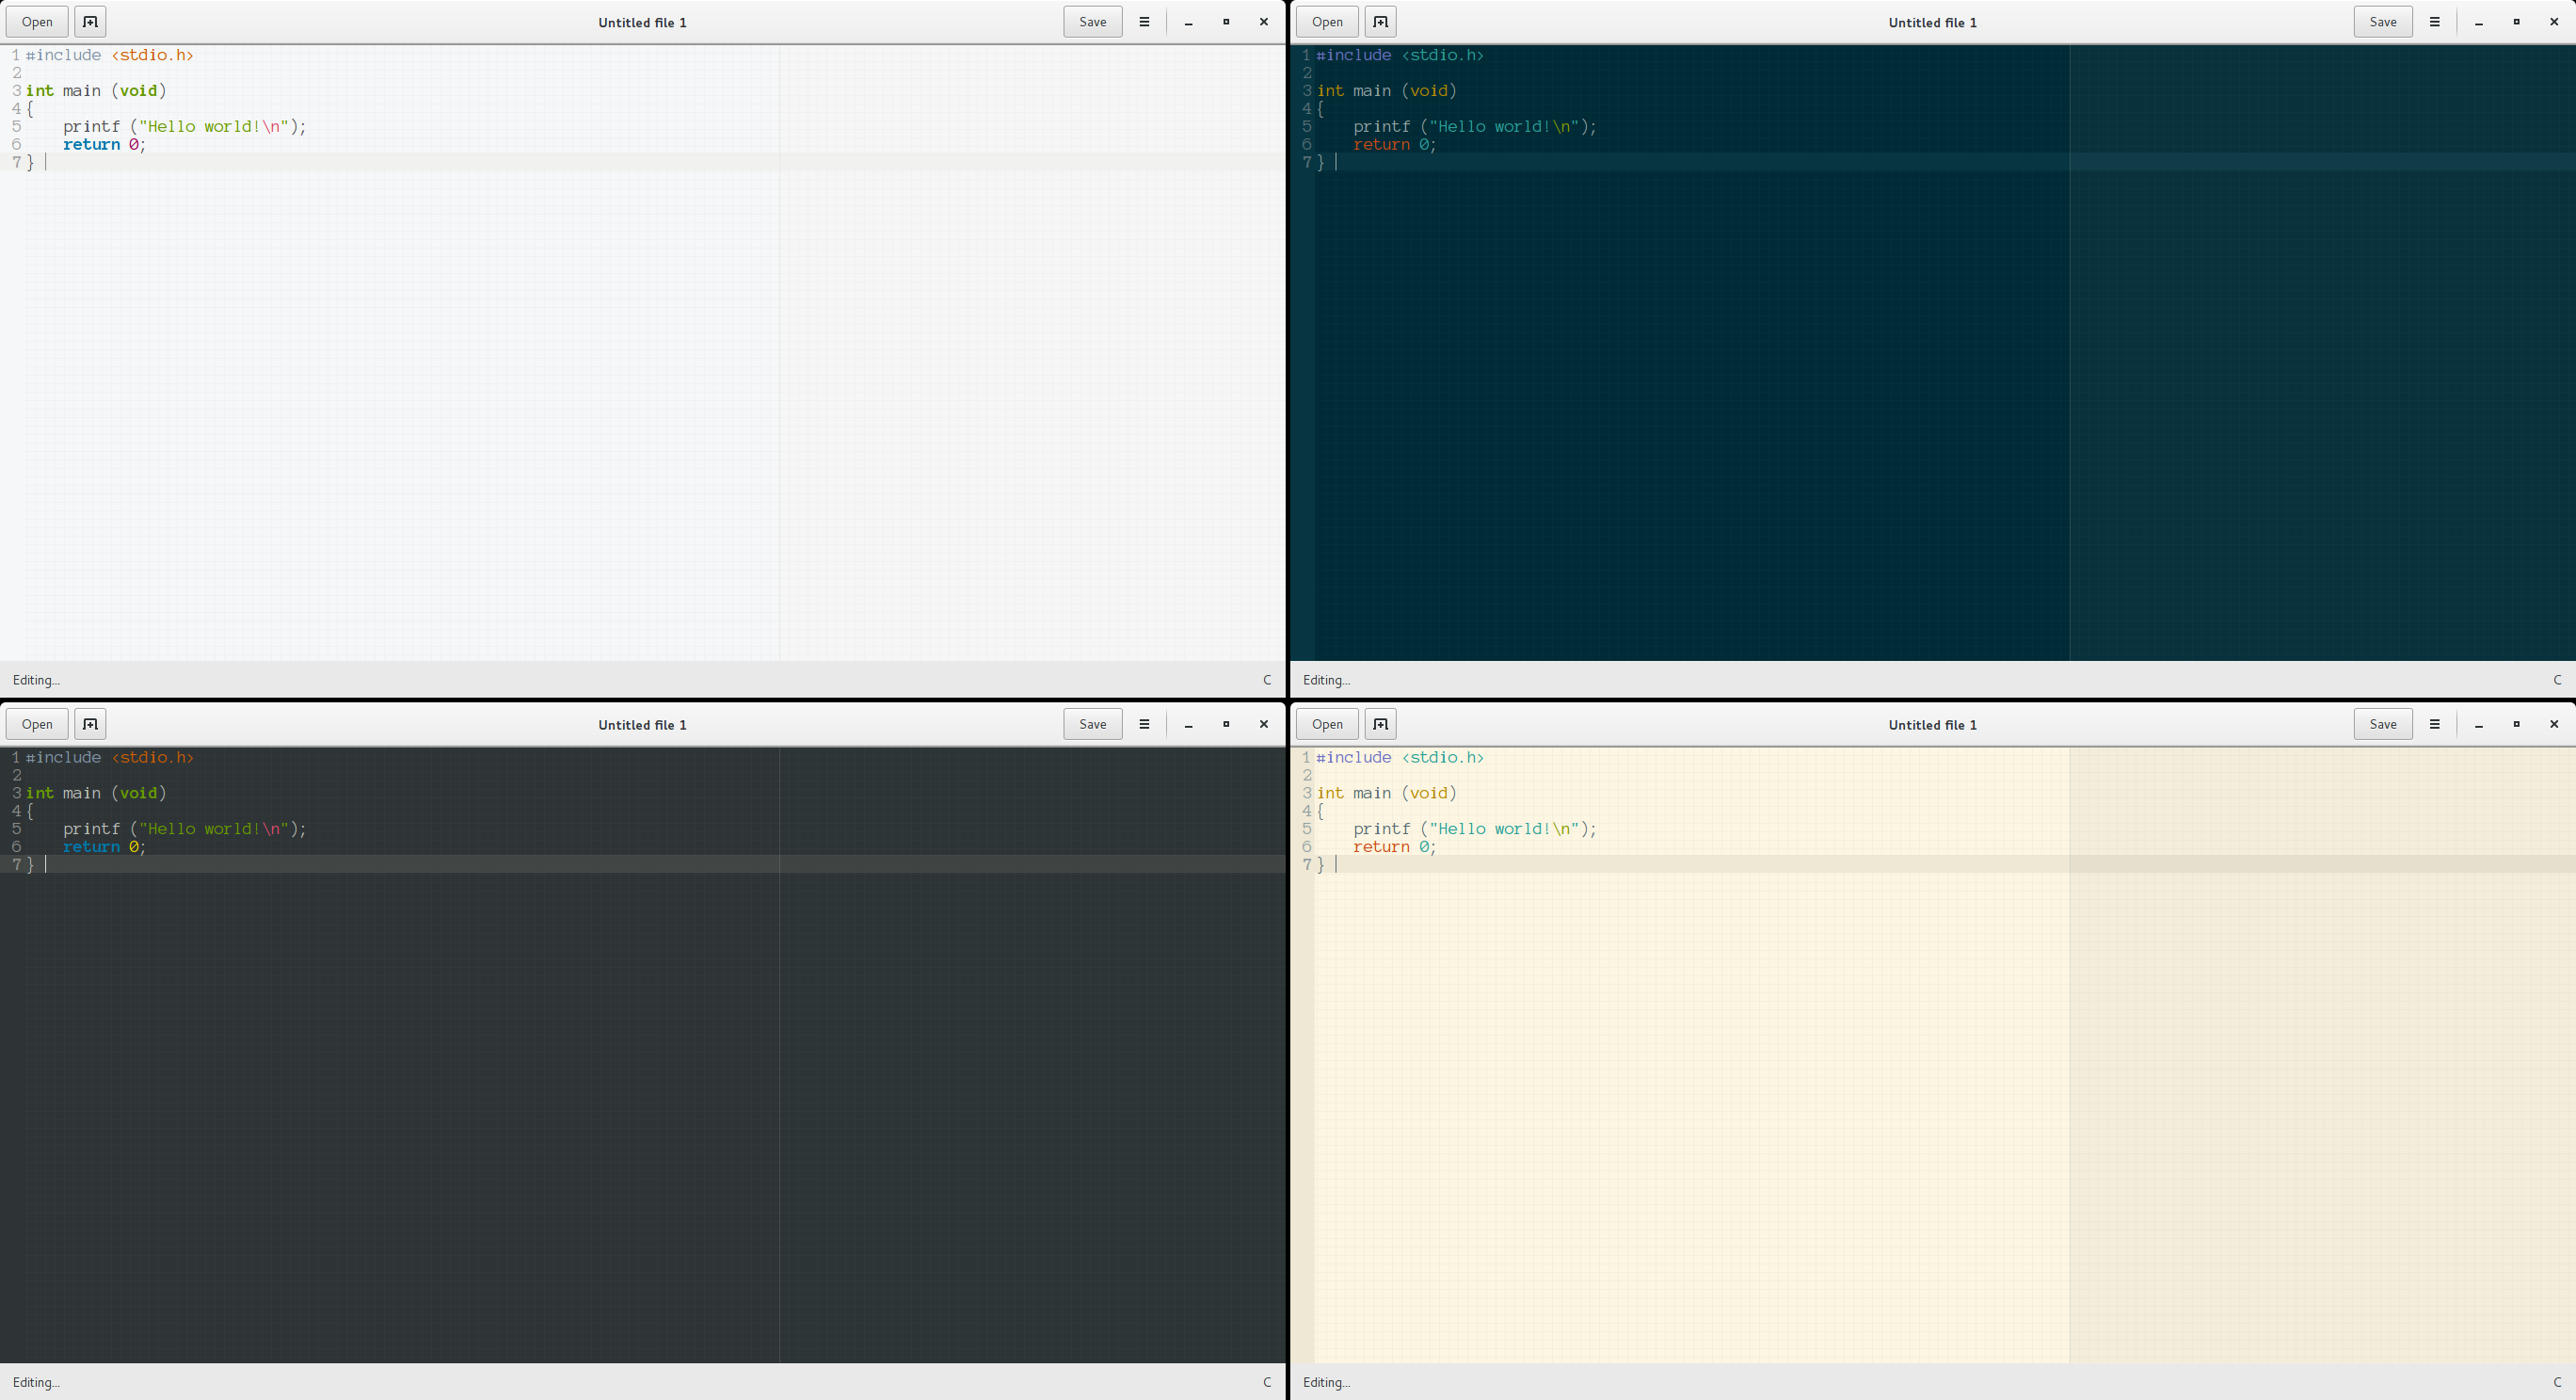 Open Untitled file 1 Save
1 #include <stdio.h>
2
3 int main (void)
4 {
5     printf ("Hello world!\n");
6     return 0;
7 }
Editing... C
Open Untitled file 1 Save
1 #include <stdio.h>
2
3 int main (void)
4 {
5     printf ("Hello world!\n");
6     return 0;
7 }
Editing... C
Open Untitled file 1 Save
1 #include <stdio.h>
2
3 int main (void)
4 {
5     printf ("Hello world!\n");
6     return 0;
7 }
Editing... C
Open Untitled file 1 Save
1 #include <stdio.h>
2
3 int main (void)
4 {
5     printf ("Hello world!\n");
6     return 0;
7 }
Editing... C